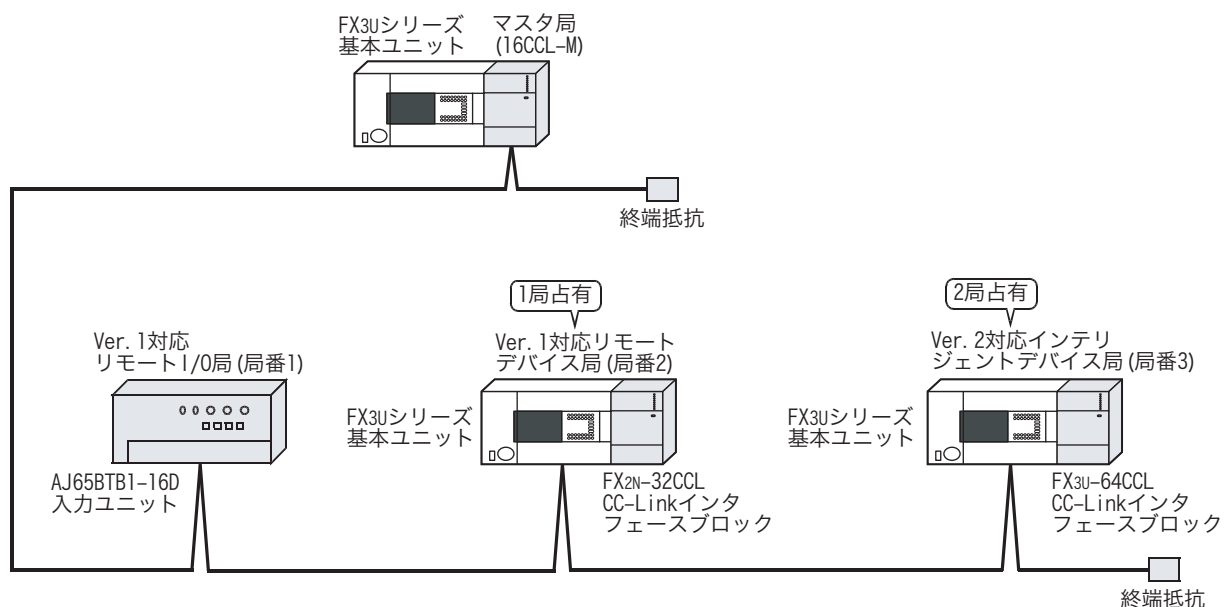 FX3Uシリーズ
基本ユニット
マスタ局
(16CCL-M)
終端抵抗
1局占有
2局占有
Ver.1対応
リモートI/O局(局番1)
Ver.1対応リモート
デバイス局(局番2)
Ver.2対応インテリ
ジェントデバイス局(局番3)
FX3Uシリーズ
基本ユニット
FX3Uシリーズ
基本ユニット
AJ65BTB1-16D
入力ユニット
FX2N-32CCL
CC-Linkインタ
フェースブロック
FX3U-64CCL
CC-Linkインタ
フェースブロック
終端抵抗